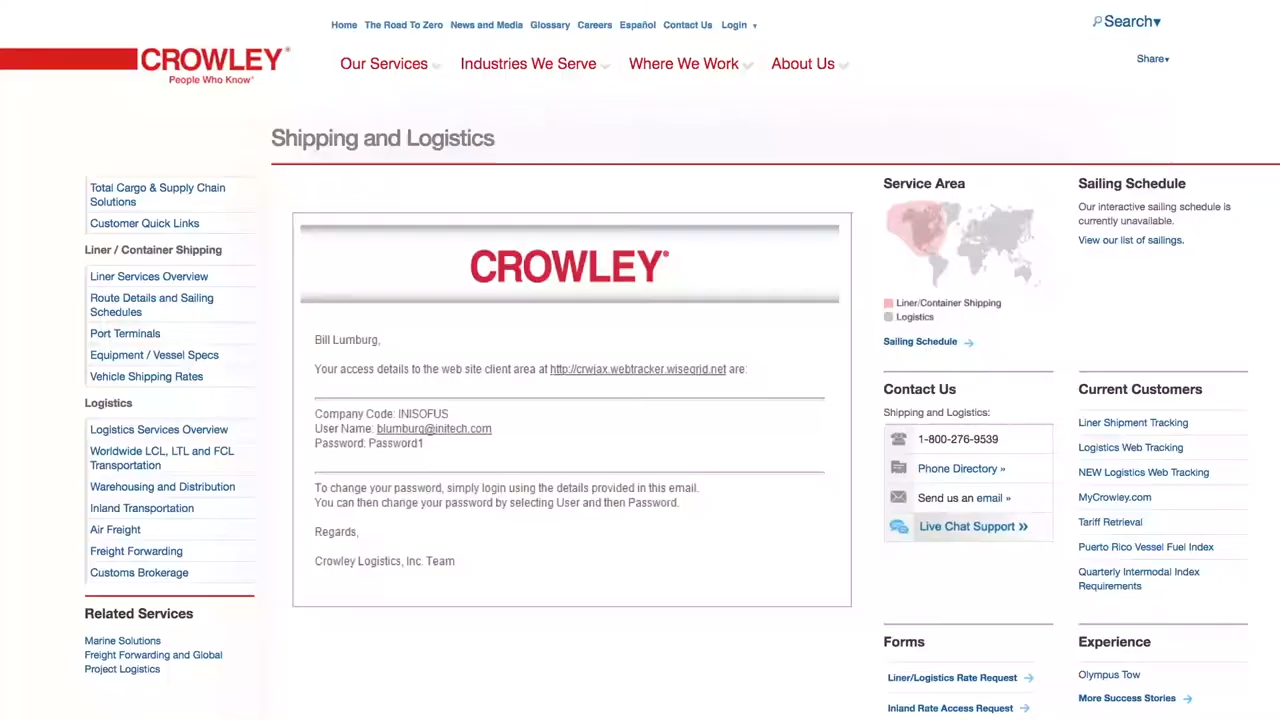 Home The Road To Zero News and Media Glossary Careers Español Contact Us Login
Search
Share
CROWLEY®
People Who Know®
Our Services Industries We Serve Where We Work About Us
Shipping and Logistics
Total Cargo & Supply Chain
Solutions
Customer Quick Links
Liner / Container Shipping
Liner Services Overview
Route Details and Sailing
Schedules
Port Terminals
Equipment / Vessel Specs
Vehicle Shipping Rates
Logistics
Logistics Services Overview
Worldwide LCL, LTL and FCL
Transportation
Warehousing and Distribution
Inland Transportation
Air Freight
Freight Forwarding
Customs Brokerage
Related Services
Marine Solutions
Freight Forwarding and Global
Project Logistics
CROWLEY®
Bill Lumburg,
Your access details to the web site client area at http://crwjax.webtracker.wisegrid.net are:
Company Code: INISOFUS
User Name: blumburg@initech.com
Password: Password1
To change your password, simply login using the details provided in this email.
You can then change your password by selecting User and then Password.
Regards,
Crowley Logistics, Inc. Team
Service Area
Liner/Container Shipping
Logistics
Sailing Schedule
Contact Us
Shipping and Logistics:
1-800-276-9539
Phone Directory »
Send us an email »
Live Chat Support »
Forms
Liner/Logistics Rate Request
Inland Rate Access Request
Sailing Schedule
Our interactive sailing schedule is
currently unavailable.
View our list of sailings.
Current Customers
Liner Shipment Tracking
Logistics Web Tracking
NEW Logistics Web Tracking
MyCrowley.com
Tariff Retrieval
Puerto Rico Vessel Fuel Index
Quarterly Intermodal Index
Requirements
Experience
Olympus Tow
More Success Stories